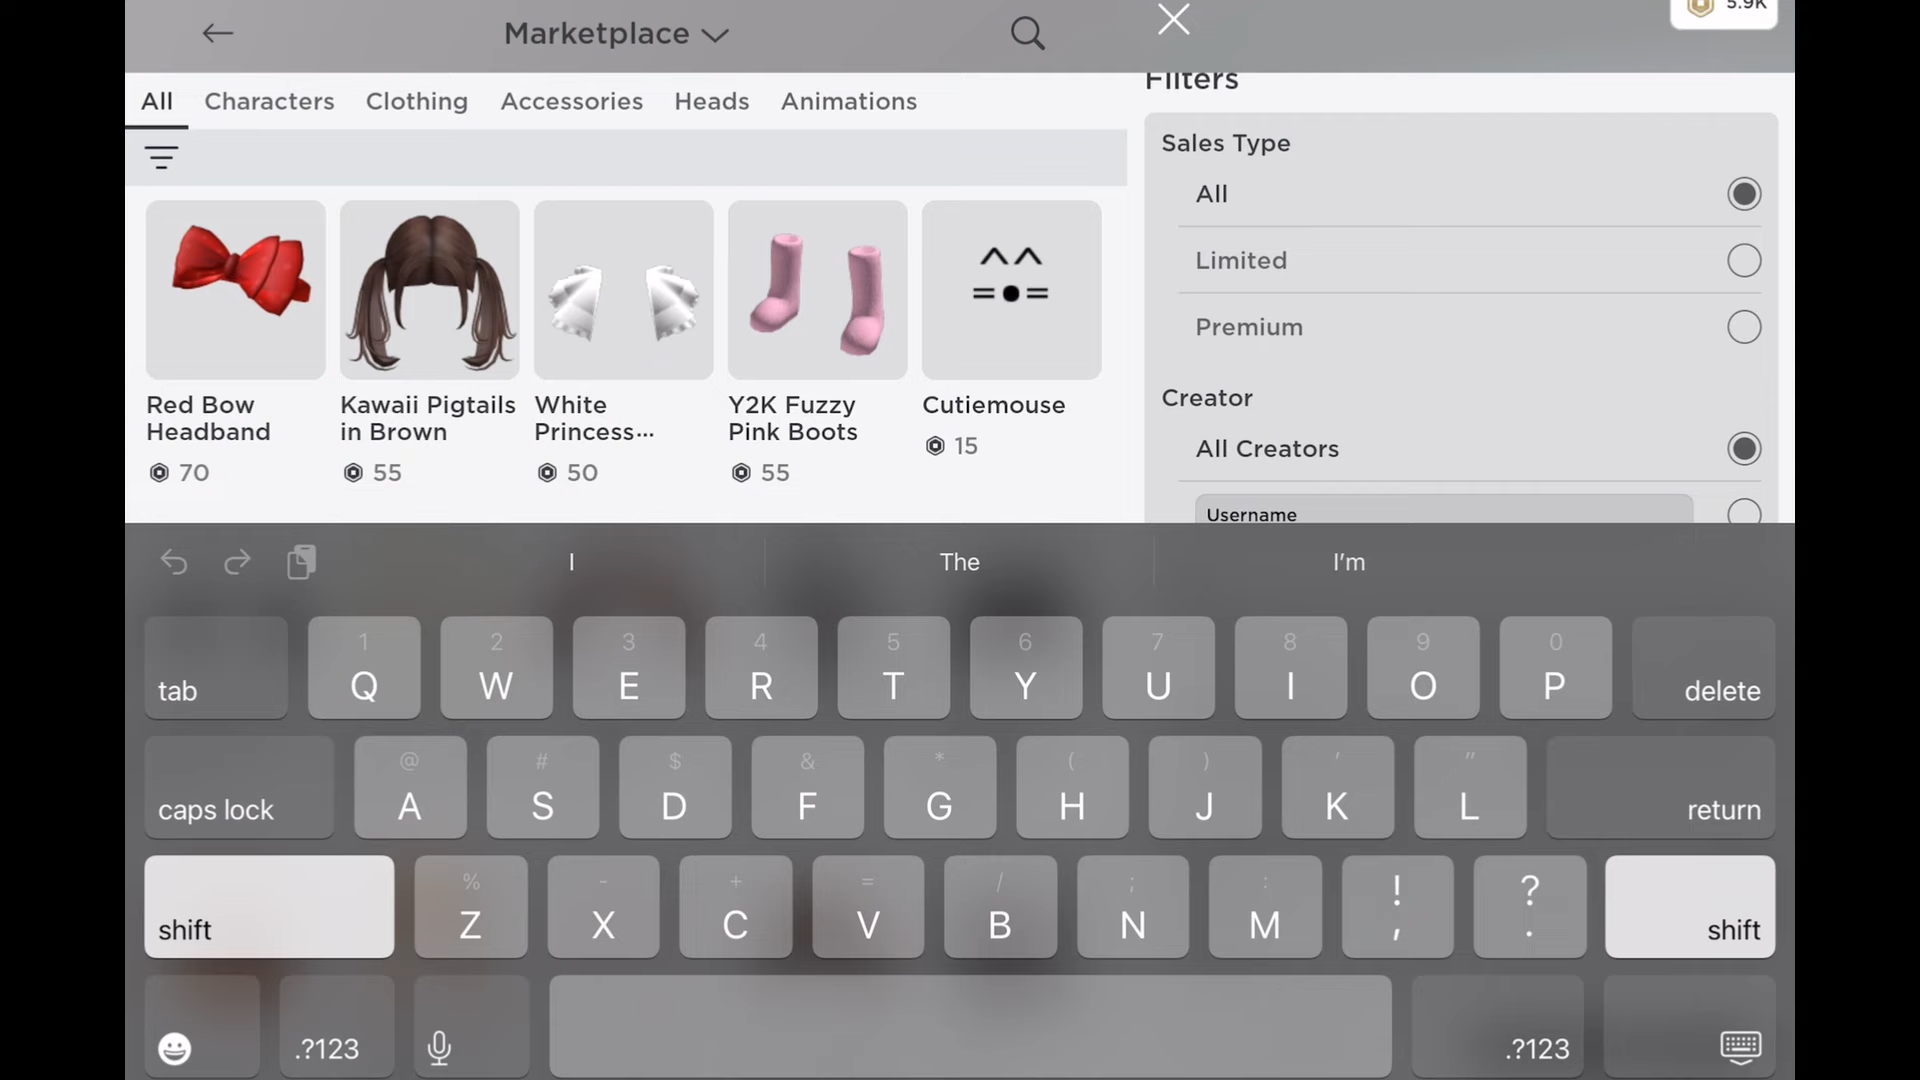 Marketplace
5.9K
All Characters Clothing Accessories Heads Animations
Filters
Sales Type
All
Limited
Premium
Creator
All Creators
Username
^^
=●=
Red Bow
Headband
70
Kawaii Pigtails
in Brown
55
White
Princess...
50
Y2K Fuzzy
Pink Boots
55
Cutiemouse
15
I The I'm
1 2 3 4 5 6 7 8 9 0
tab Q W E R T Y U I O P delete
@ # $ & * ( ) ' "
caps lock A S D F G H J K L return
% - + = / ; : ! ?
shift Z X C V B N M , . shift
.?123 .?123